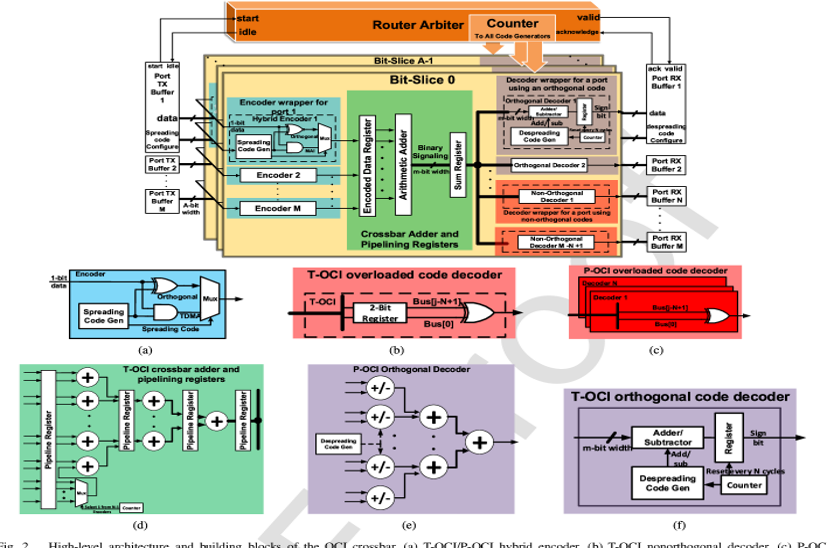 Router Arbiter
Counter
To All Code Generators
start
idle
valid
acknowledge
Bit-Slice A-1
Bit-Slice 0
start idle
Port
TX
Buffer
1
data
Spreading
code
Configure
Port TX
Buffer 2
Port TX
Buffer
M
A-bit width
Encoder wrapper for
port 1
Hybrid Encoder 1
1-bit
data
Orthogonal
Spreading
Code Gen
MAI
Mux
Encoder 2
Encoder M
Encoded Data Register
Arithmetic Adder
Binary
Signaling
m-bit width
Sum Register
Crossbar Adder and
Pipelining Registers
Decoder wrapper for a port
using an orthogonal code
Orthogonal Decoder 1
m-bit width
Adder/
Subtractor
Add/ sub
Register
Sign
bit
Despreading
Code Gen
Reset every N cycles
Counter
Orthogonal Decoder 2
Non-Orthogonal
Decoder 1
Decoder wrapper for a port using
non-orthogonal codes
Non-Orthogonal
Decoder M -N +1
ack valid
Port RX
Buffer 1
data
despreading
code
Configure
Port RX
Buffer 2
Port RX
Buffer N
Port RX
Buffer M
Encoder
1-bit
data
Orthogonal
TDMA
Spreading
Code Gen
Mux
Spreading Code
(a)
T-OCI overloaded code decoder
T-OCI
2-Bit
Register
Bus[j-N+1]
Bus[0]
(b)
P-OCI overloaded code decoder
Decoder N
Decoder 1
Bus[j-N+1]
Bus[0]
(c)
T-OCI crossbar adder and
pipelining registers
Pipeline Register
+
+
+
+
Mux
Counter
Pipeline Register
+
+
Pipeline Register
+
Pipeline Register
(d)
P-OCI Orthogonal Decoder
+/-
+/-
Despreading
Code Gen
+/-
+/-
+
+
+
(e)
T-OCI orthogonal code decoder
m-bit width
Adder/
Subtractor
Register
Sign
bit
Add/
sub
Reset every N cycles
Despreading
Code Gen
Counter
(f)
Fig. 2. High-level architecture and building blocks of the OCI crossbar. (a) T-OCI/P-OCI hybrid encoder. (b) T-OCI nonorthogonal decoder. (c) P-OCI